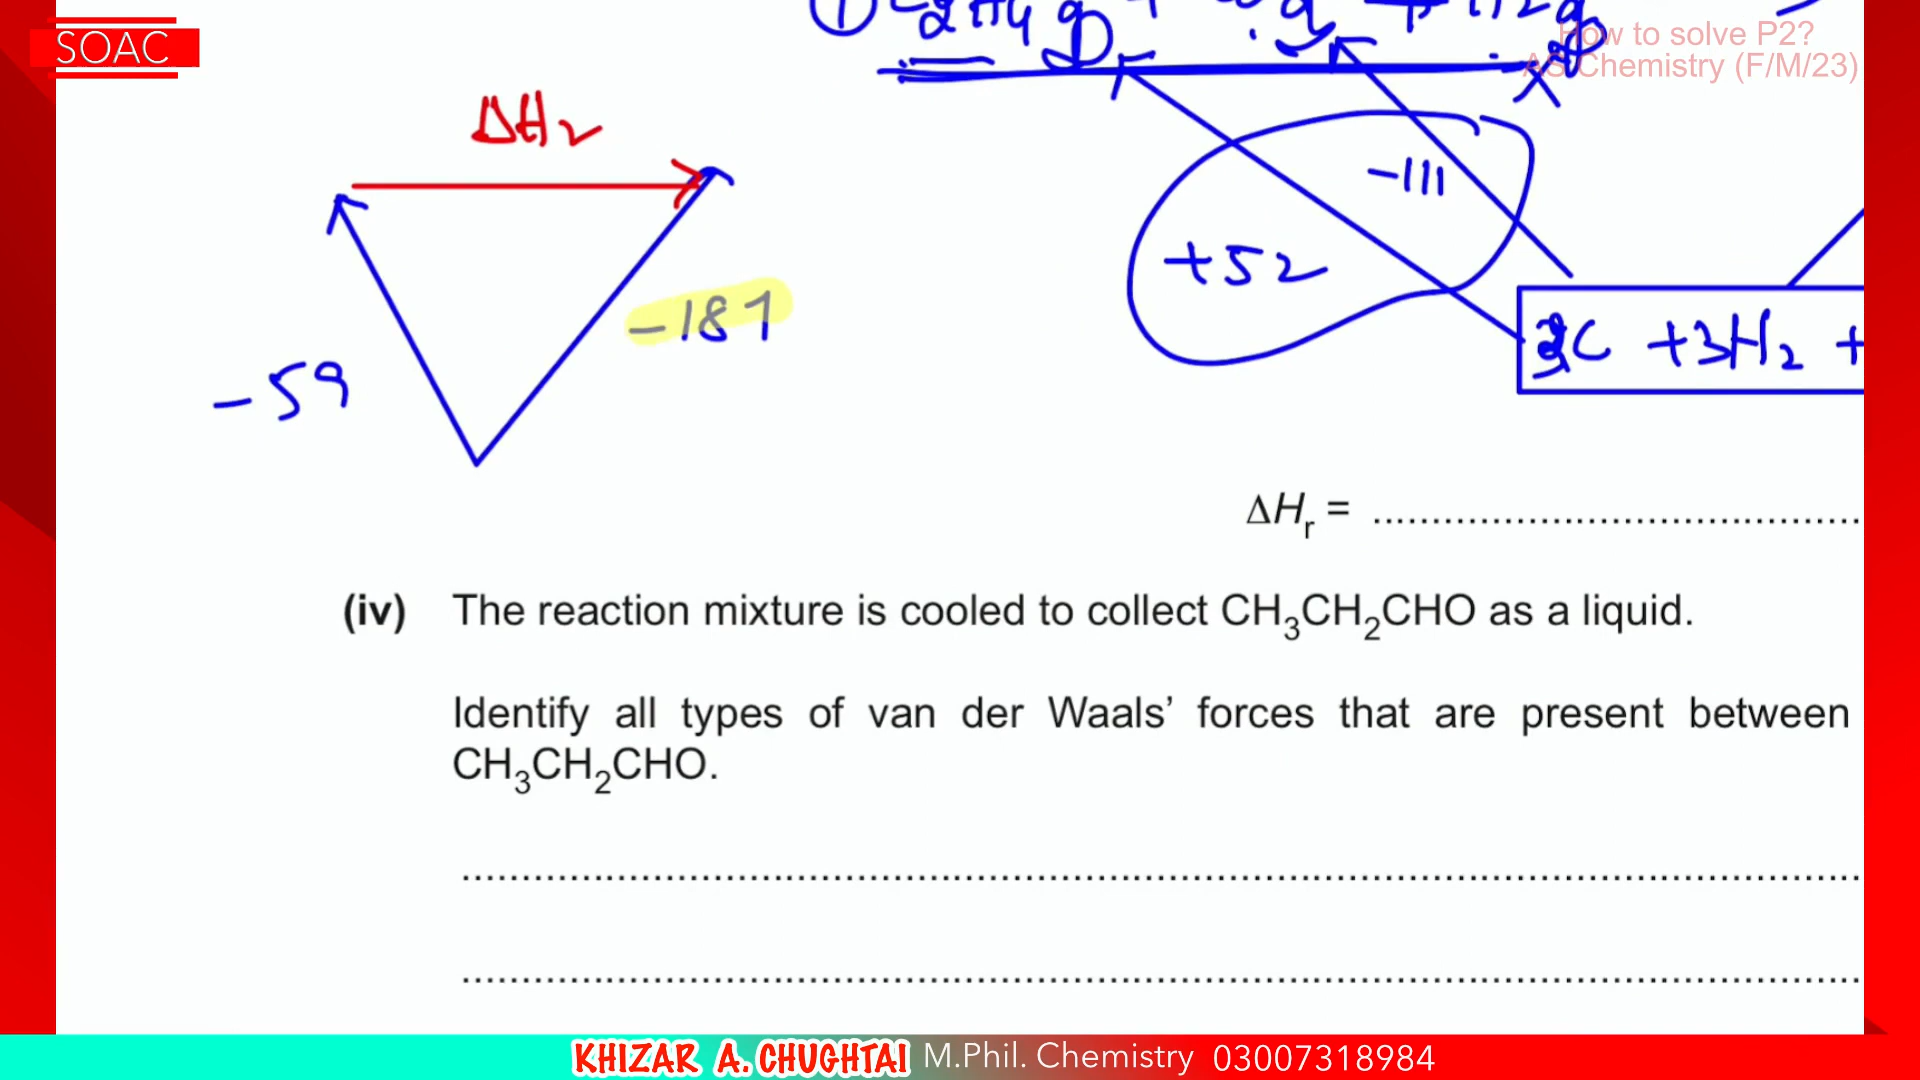 SOAC
How to solve P2?
AS Chemistry (F/M/23)
ΔH2
-59
-187
-111
+52
C +3H2 +
ΔHr = ........................................
(iv) The reaction mixture is cooled to collect CH3CH2CHO as a liquid.
Identify all types of van der Waals’ forces that are present between
CH3CH2CHO.
KHIZAR A. CHUGHTAI M.Phil. Chemistry 03007318984